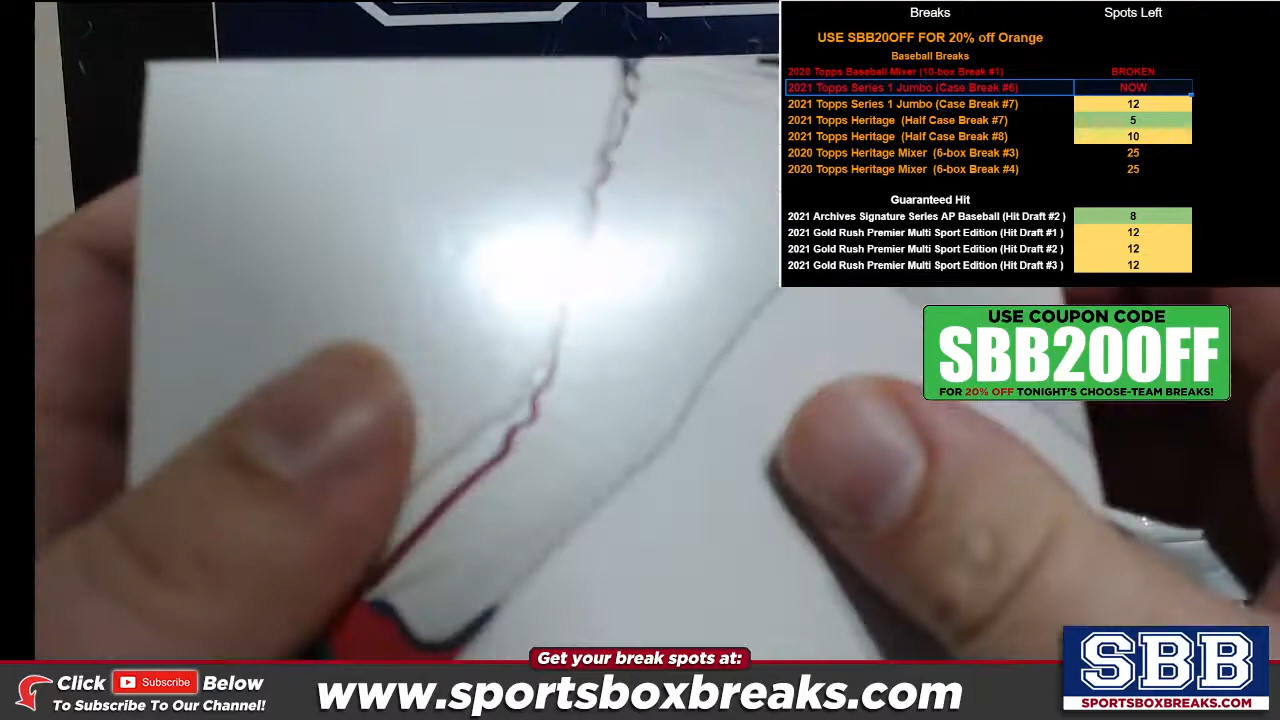 Breaks Spots Left
USE SBB20OFF FOR 20% off Orange
Baseball Breaks
2020 Topps Baseball Mixer (10-box Break #1) BROKEN
2021 Topps Series 1 Jumbo (Case Break #6) NOW
2021 Topps Series 1 Jumbo (Case Break #7) 12
2021 Topps Heritage (Half Case Break #7) 5
2021 Topps Heritage (Half Case Break #8) 10
2020 Topps Heritage Mixer (6-box Break #3) 25
2020 Topps Heritage Mixer (6-box Break #4) 25
Guaranteed Hit
2021 Archives Signature Series AP Baseball (Hit Draft #2 ) 8
2021 Gold Rush Premier Multi Sport Edition (Hit Draft #1 ) 12
2021 Gold Rush Premier Multi Sport Edition (Hit Draft #2 ) 12
2021 Gold Rush Premier Multi Sport Edition (Hit Draft #3 ) 12
USE COUPON CODE
SBB20OFF
FOR 20% OFF TONIGHT'S CHOOSE-TEAM BREAKS!
Get your break spots at:
Click Subscribe Below
To Subscribe To Our Channel!
www.sportsboxbreaks.com
SBB
SPORTSBOXBREAKS.COM